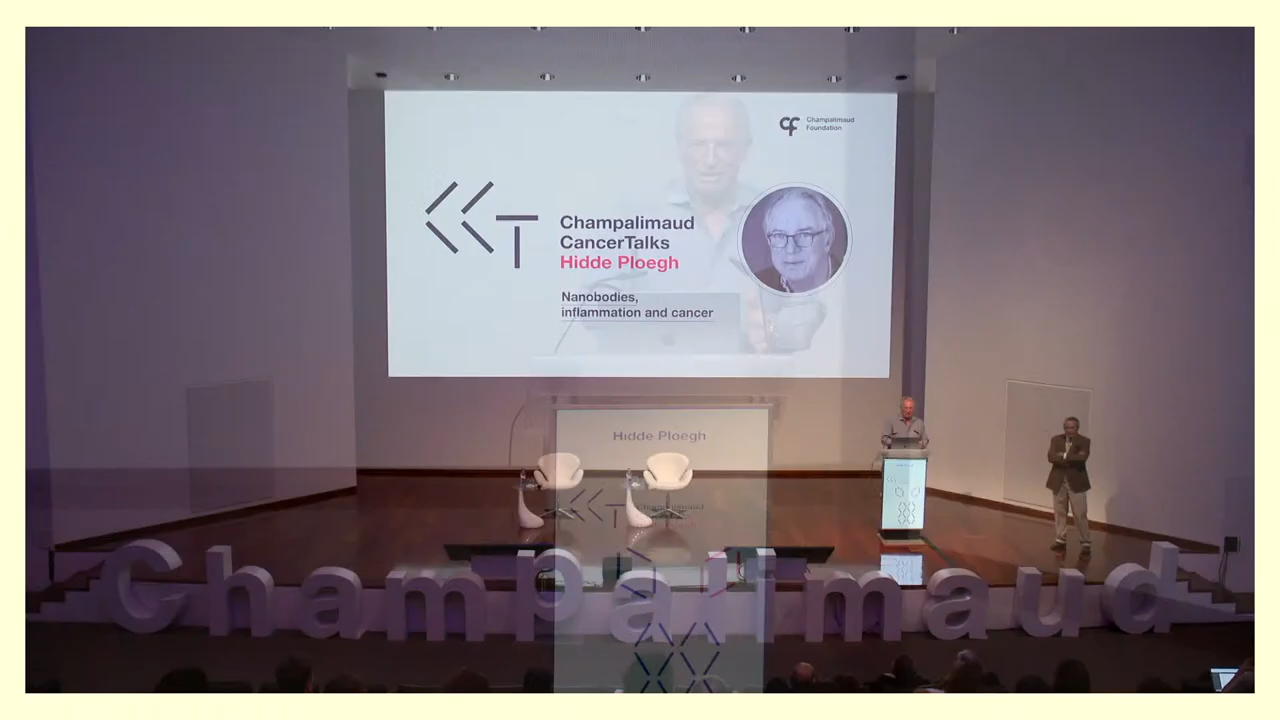 Champalimaud
Foundation
Champalimaud
CancerTalks
Hidde Ploegh
Nanobodies,
inflammation and cancer
Hidde Ploegh
Champalimaud